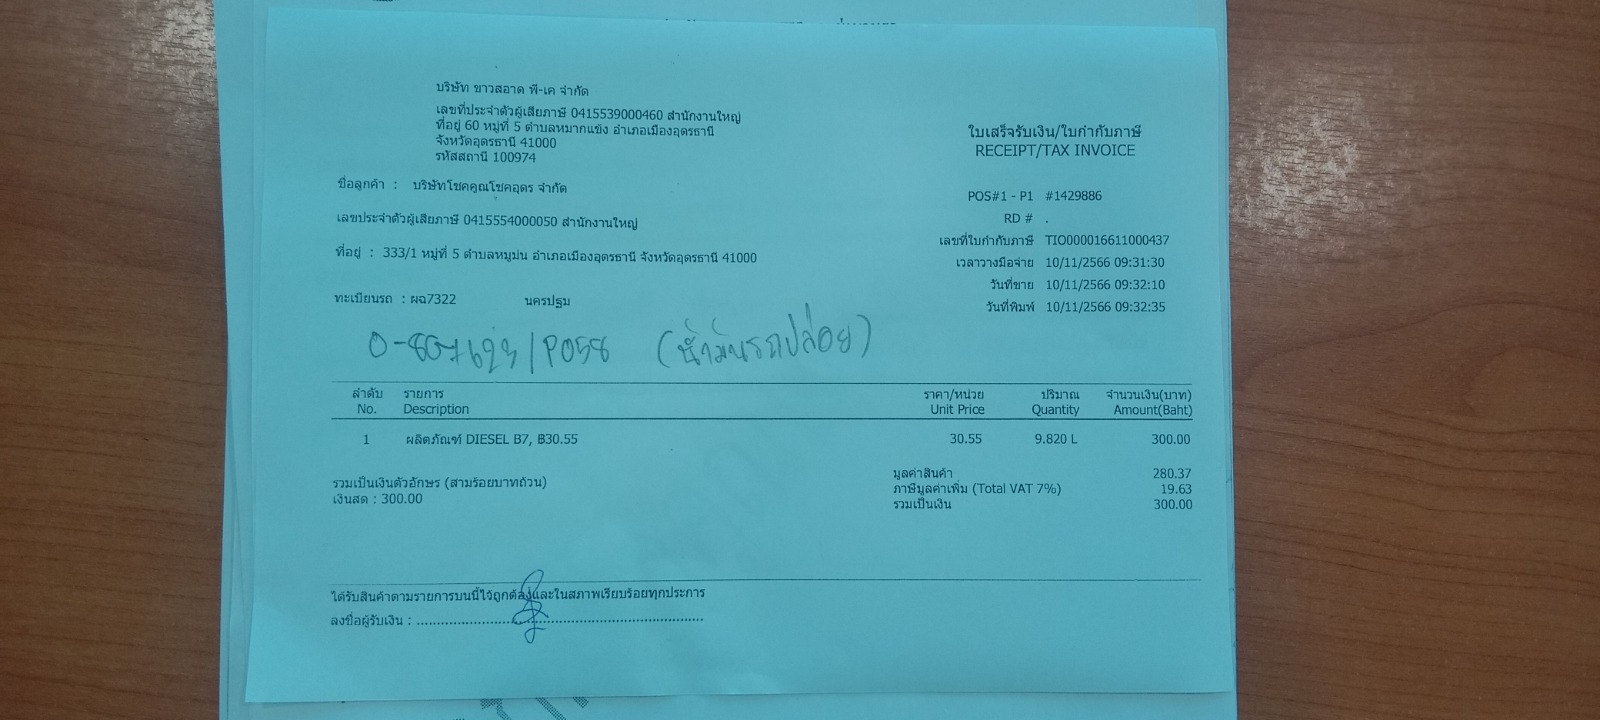 บริษัท ขาวสอาด พี-เค จำกัด
เลขที่ประจำตัวผู้เสียภาษี 0415539000460 สำนักงานใหญ่
ที่อยู่ 60 หมู่ที่ 5 ตำบลหมากแข้ง อำเภอเมืองอุดรธานี
จังหวัดอุดรธานี 41000
รหัสสถานี 100974
ใบเสร็จรับเงิน/ใบกำกับภาษี
RECEIPT/TAX INVOICE
ชื่อลูกค้า : บริษัทโชคคูณโชคอุดร จำกัด
POS#1 - P1 #1429886
เลขประจำตัวผู้เสียภาษี 0415554000050 สำนักงานใหญ่
RD # .
เลขที่ใบกำกับภาษี TIO000016611000437
ที่อยู่ : 333/1 หมู่ที่ 5 ตำบลหมูม่น อำเภอเมืองอุดรธานี จังหวัดอุดรธานี 41000
เวลาวางมือจ่าย 10/11/2566 09:31:30
วันที่ขาย 10/11/2566 09:32:10
ทะเบียนรถ : ผฉ7322 นครปฐม
วันที่พิมพ์ 10/11/2566 09:32:35
/P058 (น้ำมันรถปล่อย)
ลำดับ รายการ ราคา/หน่วย ปริมาณ จำนวนเงิน(บาท)
No. Description Unit Price Quantity Amount(Baht)
1 ผลิตภัณฑ์ DIESEL B7, ฿30.55 30.55 9.820 L 300.00
มูลค่าสินค้า 280.37
รวมเป็นเงินตัวอักษร (สามร้อยบาทถ้วน)
ภาษีมูลค่าเพิ่ม (Total VAT 7%) 19.63
เงินสด : 300.00
รวมเป็นเงิน 300.00
ได้รับสินค้าตามรายการบนนี้ไว้ถูกต้องและในสภาพเรียบร้อยทุกประการ
ลงชื่อผู้รับเงิน :